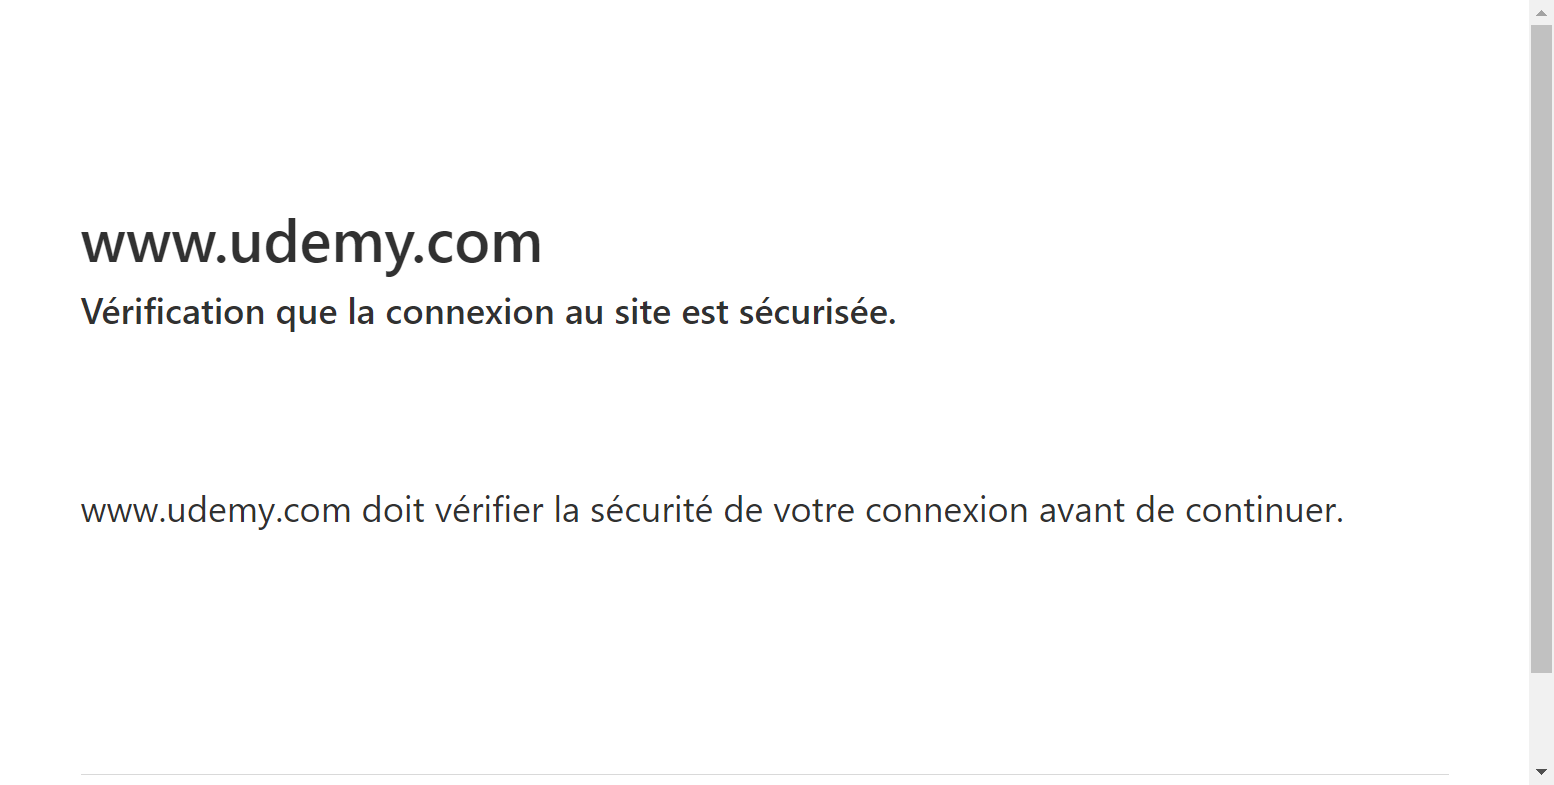 www.udemy.com
Vérification que la connexion au site est sécurisée.
www.udemy.com doit vérifier la sécurité de votre connexion avant de continuer.